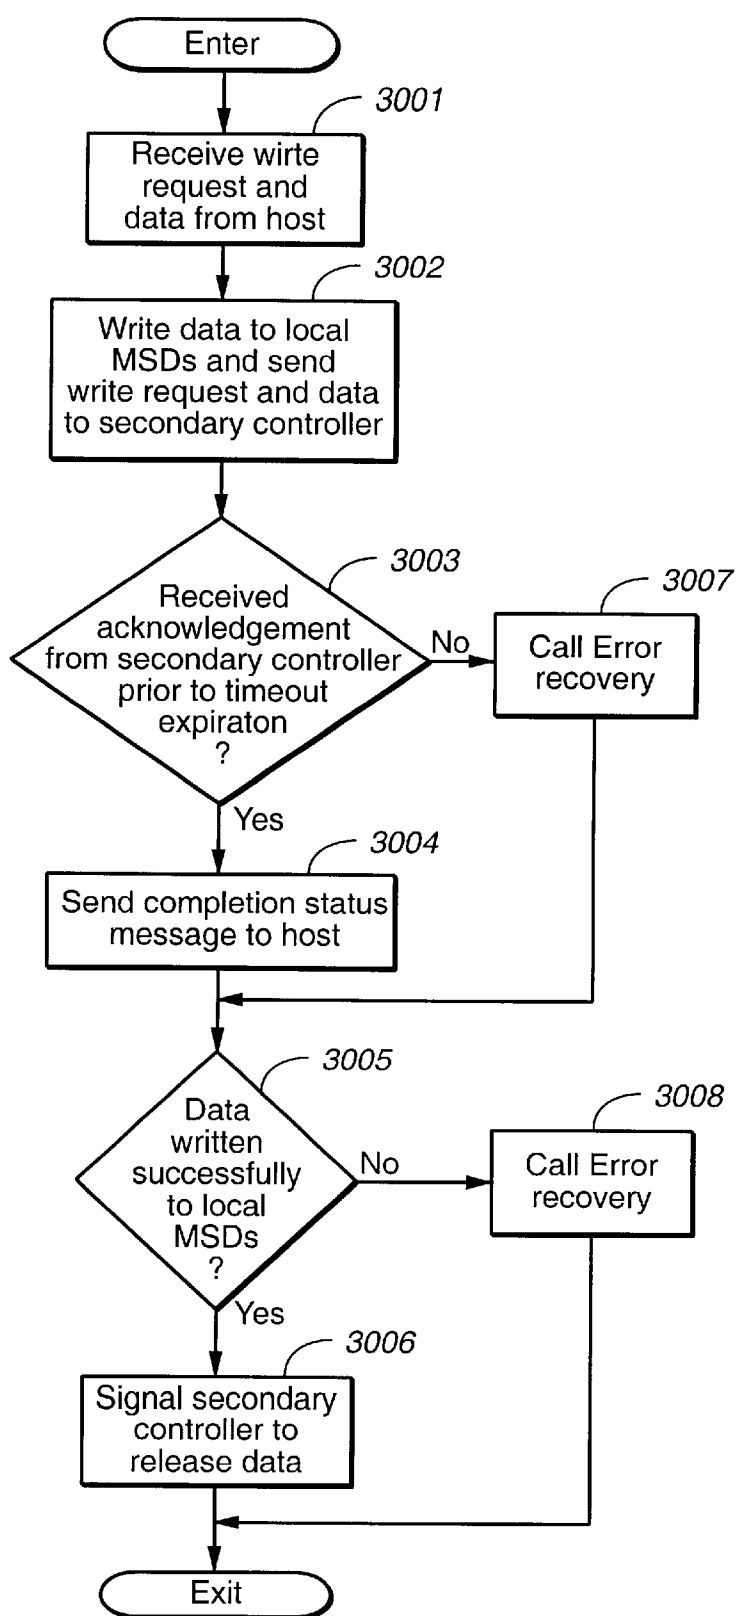 Enter
3001
Receive wirte
request and
data from host
3002
Write data to local
MSDs and send
write request and data
to secondary controller
3003
Received
acknowledgement
from secondary controller
prior to timeout
expiraton
?
No
3007
Call Error
recovery
Yes
3004
Send completion status
message to host
3005
Data
written
successfully
to local
MSDs
?
No
3008
Call Error
recovery
Yes
3006
Signal secondary
controller to
release data
Exit